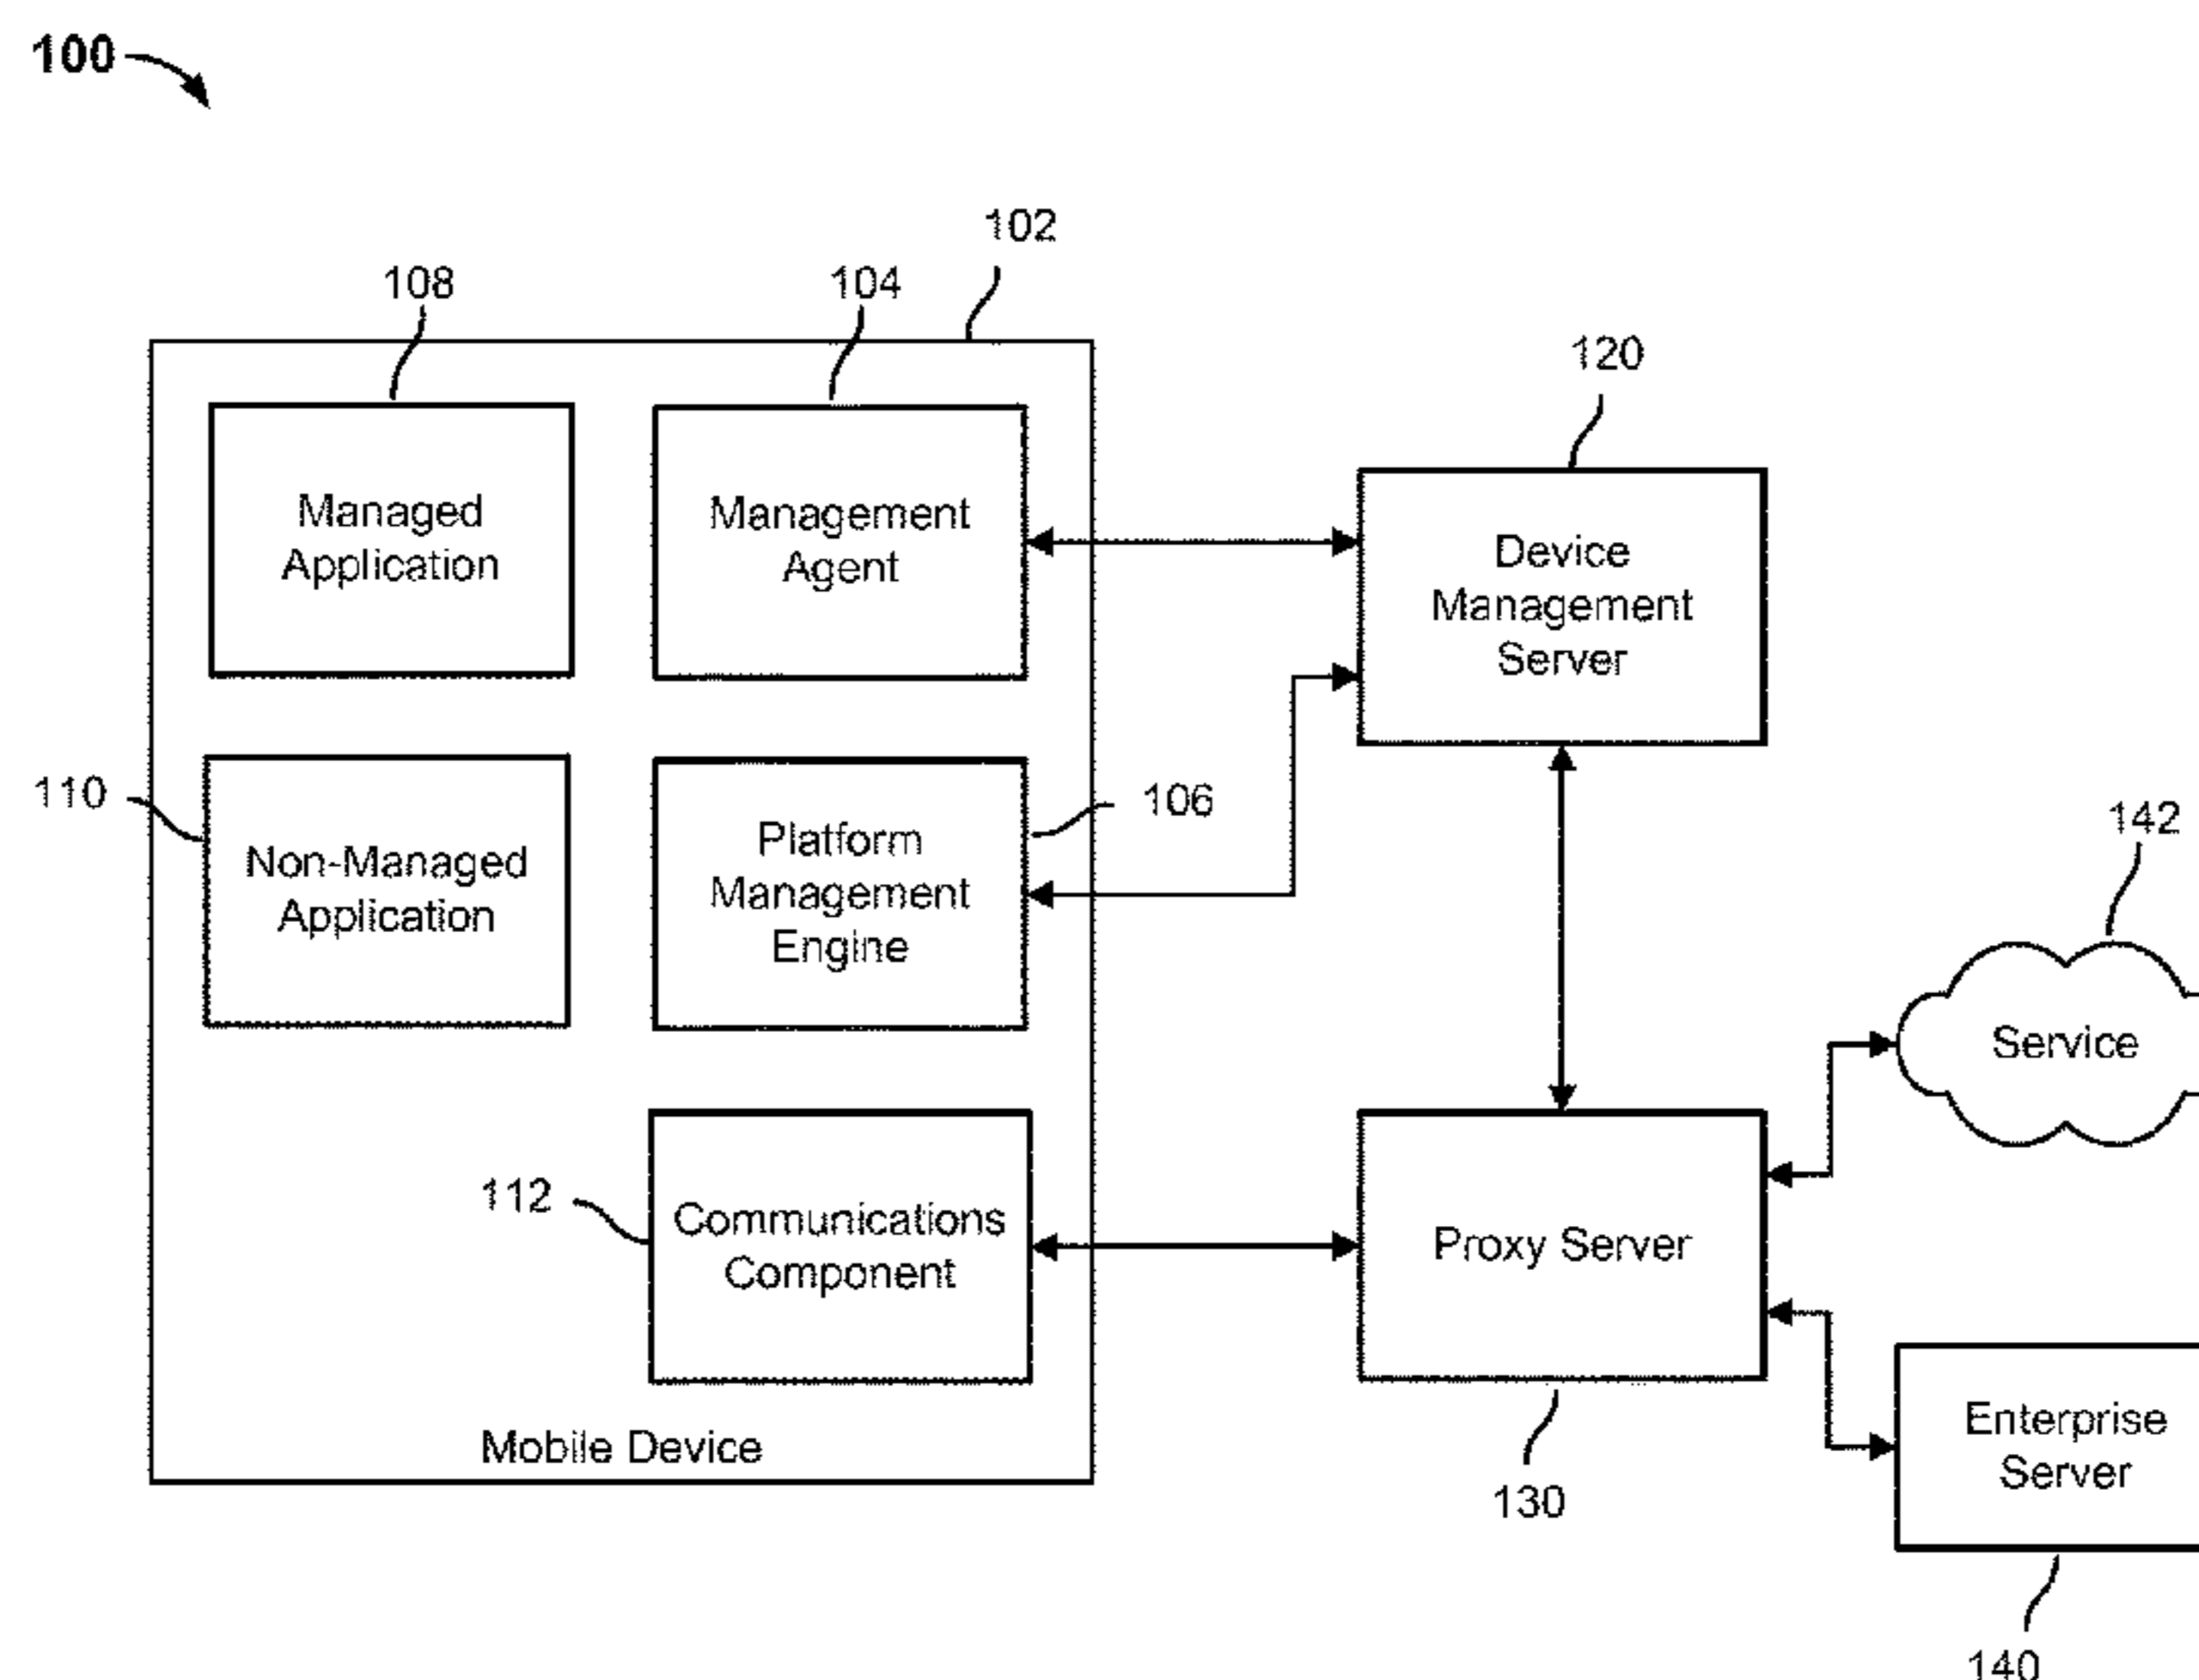 100
102
108
104
120
Managed
Application
Management
Agent
Device
Management
Server
110
106
142
Non-Managed
Application
Platform
Management
Engine
Service
112
Communications
Component
Proxy Server
Enterprise
Server
Mobile Device
130
140